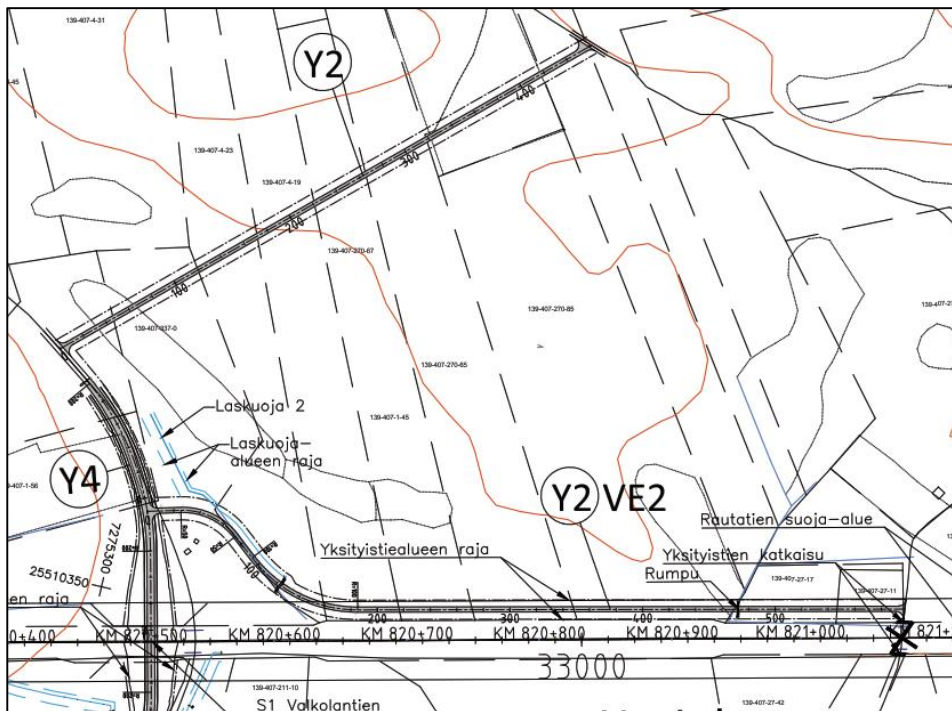 139-407-4-31
Y2
400
139-407-4-23
300
139-407-4-19
200
139-407-270-67
100
139-407-337-0
139-407-270-85
139-407-270-65
139-407-1-45
Laskuoja 2
Laskuoja-
alueen raja
Y4
139-407-1-56
Y2 VE2
Rautatien suoja-alue
Yksityistiealueen raja
Yksityistien katkaisu
Rumpu
7275300
25510350
100
139-407-27-17
139-407-27-11
en raja
200
300
400
500
0+400
KM 820+500
KM 820+600
KM 820+700
KM 820+800
KM 820+900
KM 821+000
33000
139-407-211-10
S1 Valkolantien
139-407-27-42